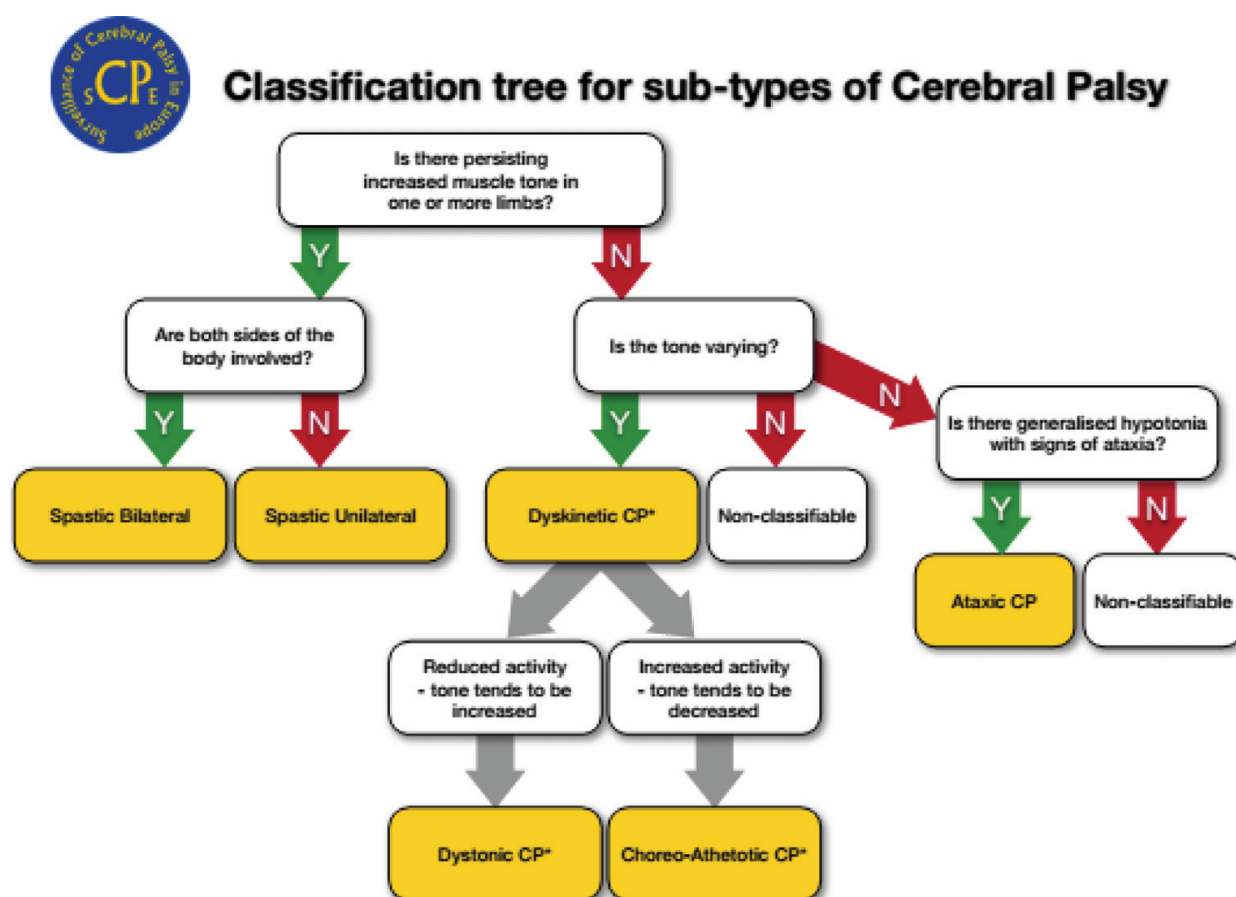 Surveillance of Cerebral Palsy in Europe
SCPE
Classification tree for sub-types of Cerebral Palsy
Is there persisting
increased muscle tone in
one or more limbs?
Y
N
Are both sides of the
body involved?
Is the tone varying?
N
Y
N
Y
N
Is there generalised hypotonia
with signs of ataxia?
Spastic Bilateral
Spastic Unilateral
Dyskinetic CP*
Non-classifiable
Y
N
Ataxic CP
Non-classifiable
Reduced activity
- tone tends to be
increased
Increased activity
- tone tends to be
decreased
Dystonic CP*
Choreo-Athetotic CP*